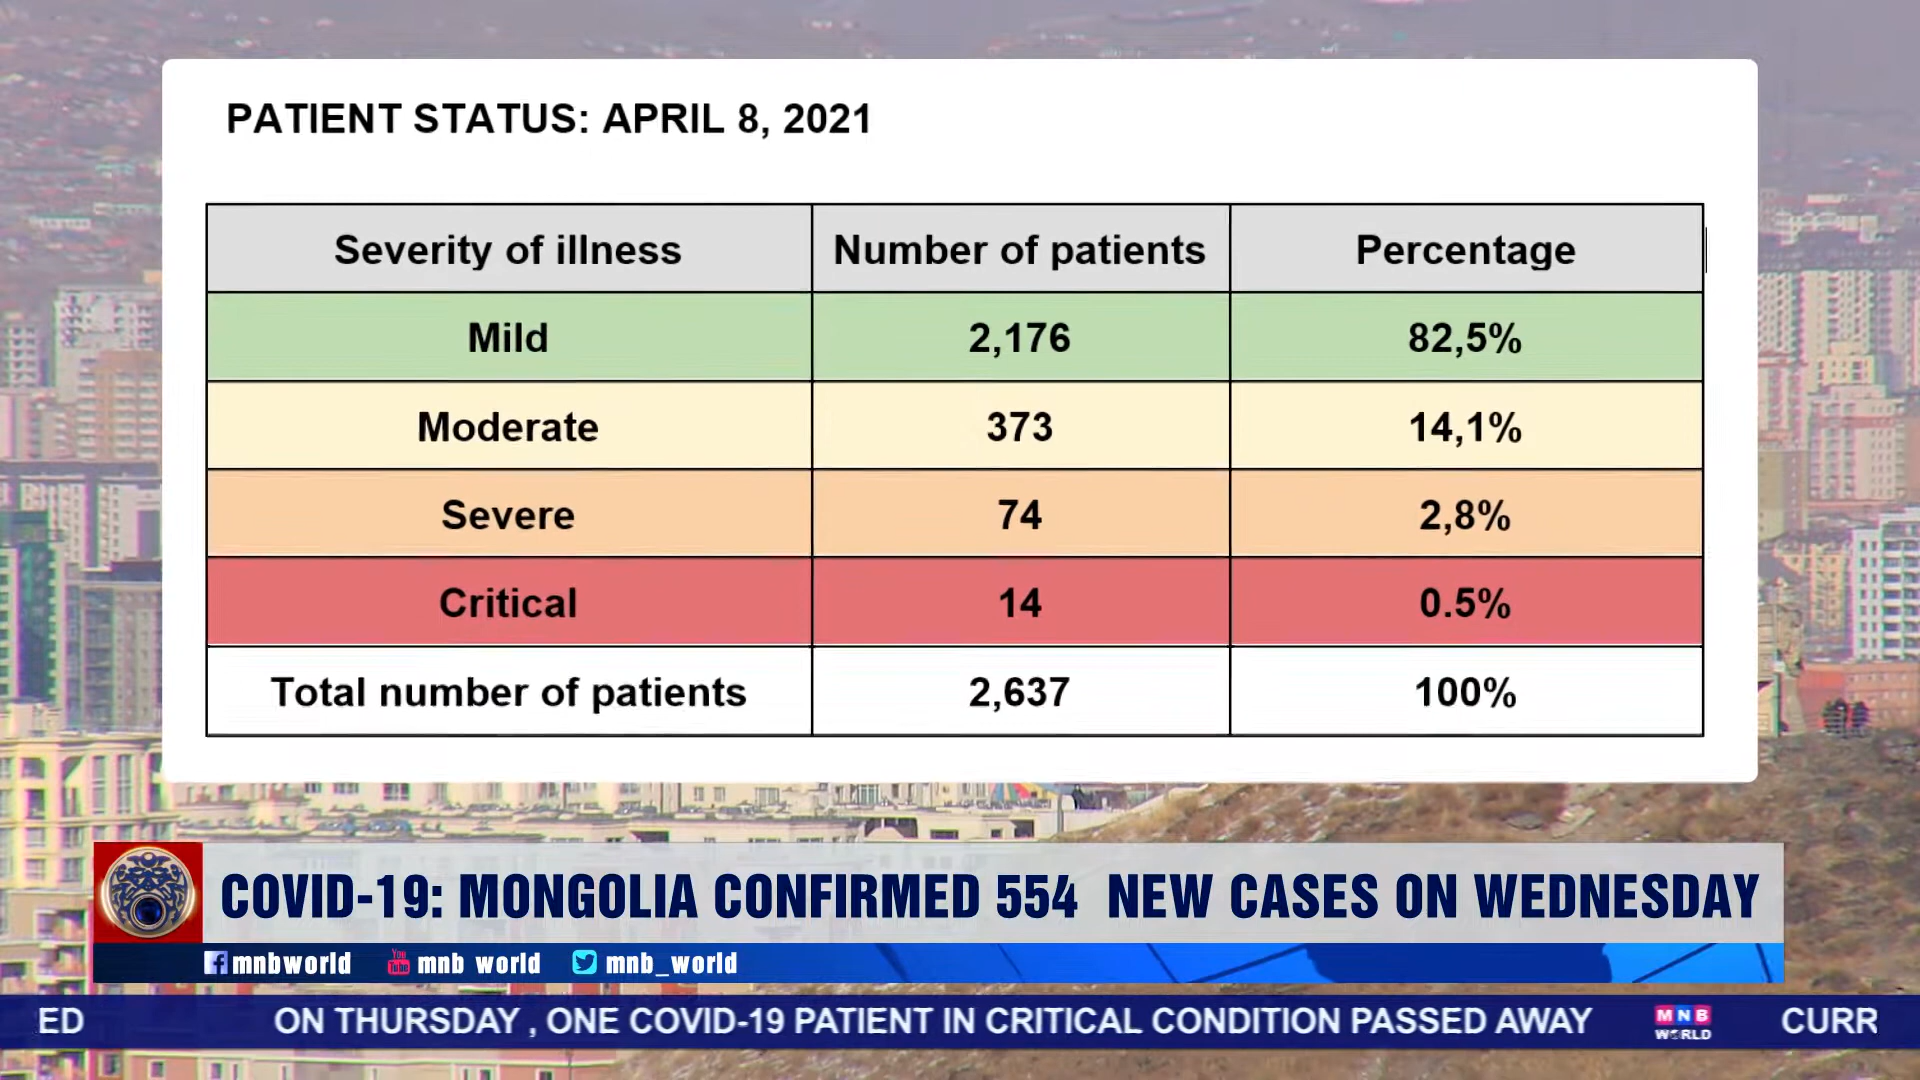 PATIENT STATUS: APRIL 8, 2021
Severity of illness Number of patients Percentage
Mild 2,176 82,5%
Moderate 373 14,1%
Severe 74 2,8%
Critical 14 0.5%
Total number of patients 2,637 100%
COVID-19: MONGOLIA CONFIRMED 554 NEW CASES ON WEDNESDAY
mnbworld You Tube mnb world mnb_world
ED ON THURSDAY , ONE COVID-19 PATIENT IN CRITICAL CONDITION PASSED AWAY MNB WORLD CURR